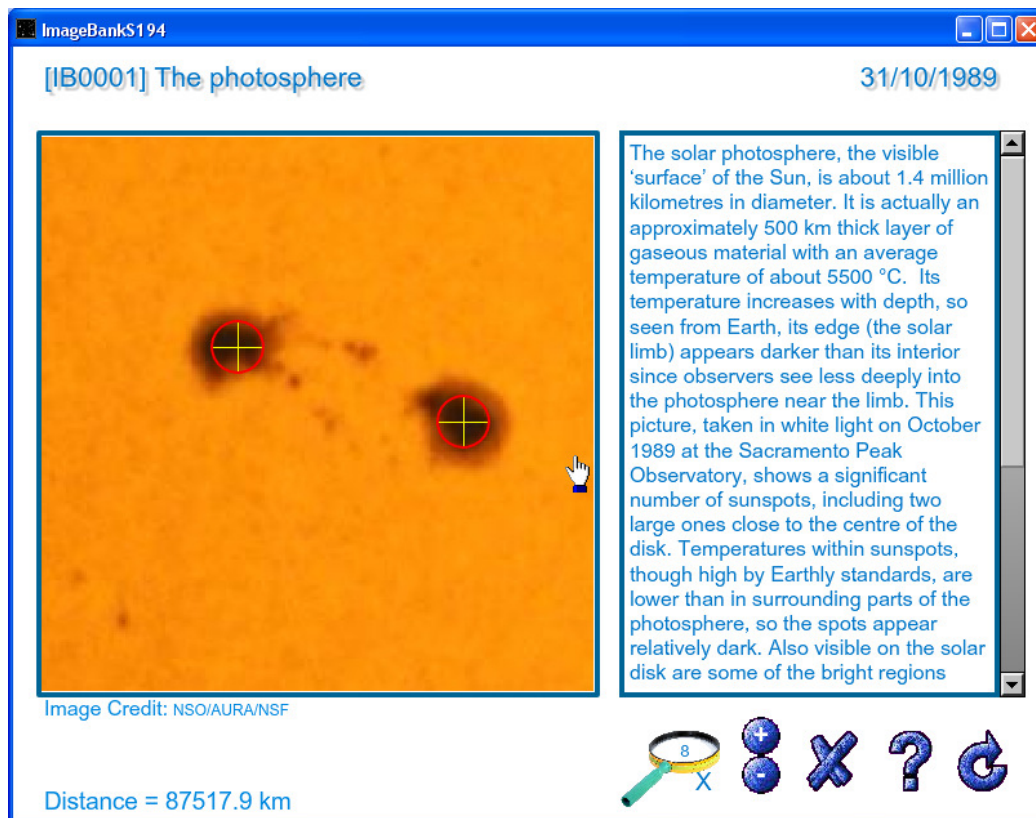 ImageBankS194
[IB0001] The photosphere
31/10/1989
The solar photosphere, the visible
‘surface’ of the Sun, is about 1.4 million
kilometres in diameter. It is actually an
approximately 500 km thick layer of
gaseous material with an average
temperature of about 5500 °C.  Its
temperature increases with depth, so
seen from Earth, its edge (the solar
limb) appears darker than its interior
since observers see less deeply into
the photosphere near the limb. This
picture, taken in white light on October
1989 at the Sacramento Peak
Observatory, shows a significant
number of sunspots, including two
large ones close to the centre of the
disk. Temperatures within sunspots,
though high by Earthly standards, are
lower than in surrounding parts of the
photosphere, so the spots appear
relatively dark. Also visible on the solar
disk are some of the bright regions
Image Credit: NSO/AURA/NSF
8
X
Distance = 87517.9 km